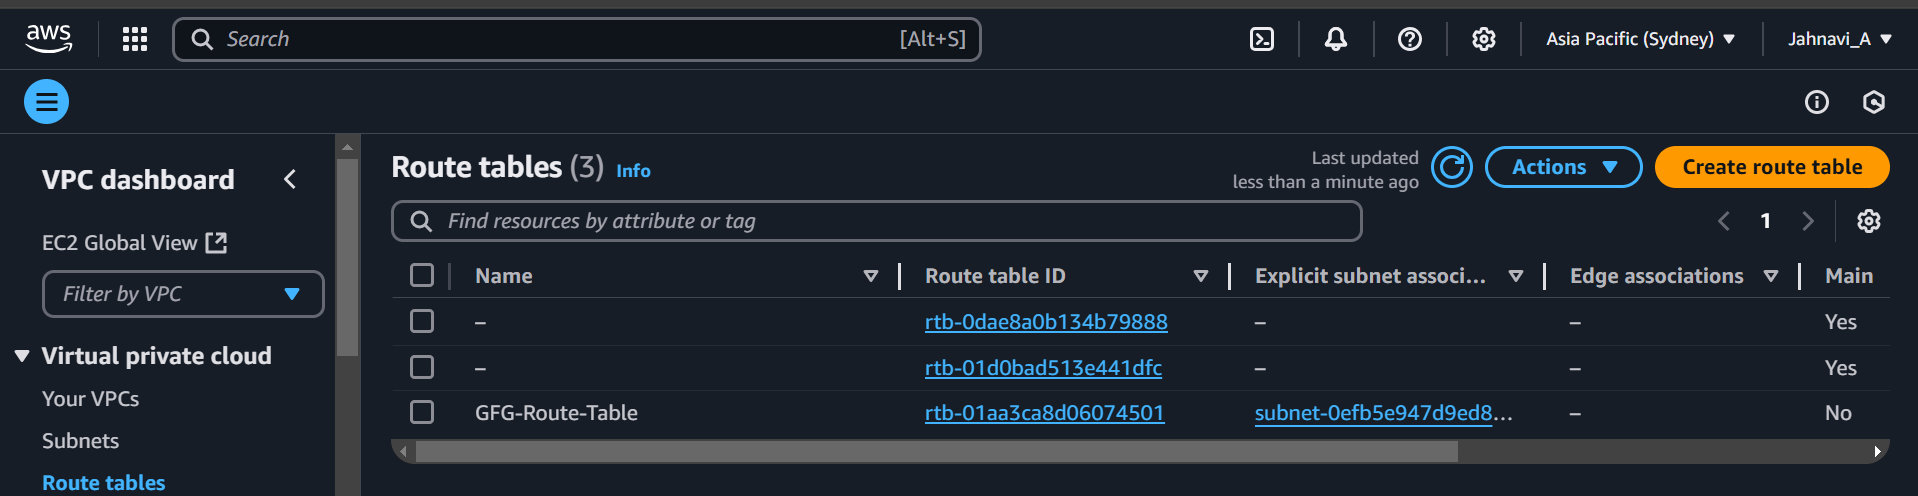 aws Search [Alt+S] Asia Pacific (Sydney) Jahnavi_A
VPC dashboard
EC2 Global View
Filter by VPC
Virtual private cloud
Your VPCs
Subnets
Route tables
Route tables (3) Info
Last updated
less than a minute ago
Actions
Create route table
Find resources by attribute or tag
1
Name Route table ID Explicit subnet associ... Edge associations Main
– rtb-0dae8a0b134b79888 – – Yes
– rtb-01d0bad513e441dfc – – Yes
GFG-Route-Table rtb-01aa3ca8d06074501 subnet-0efb5e947d9ed8... – No